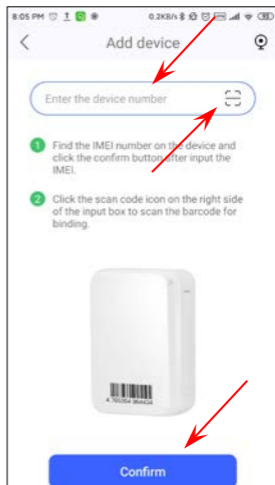 8:05 PM
0.2KB/s
Add device
Enter the device number
1 Find the IMEI number on the device and
click the confirm button after input the
IMEI.
2 Click the scan code icon on the right side
of the input box to scan the barcode for
binding.
Confirm